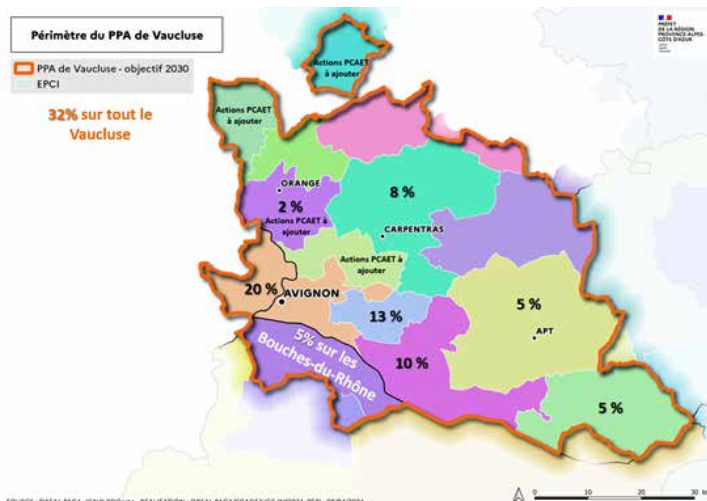 Périmètre du PPA de Vaucluse
PPA de Vaucluse - objectif 2030
EPCI
32% sur tout le
Vaucluse
PRÉFET
DE LA RÉGION
PROVENCE-ALPES-
CÔTE D'AZUR
Actions PCAET
à ajouter
Actions PCAET
à ajouter
ORANGE
2 %
Actions PCAET à
ajouter
8 %
CARPENTRAS
Actions PCAET à
ajouter
20 %
AVIGNON
13 %
5 %
APT
5% sur les
Bouches-du-Rhône
10 %
5 %
0 10 20 30 km